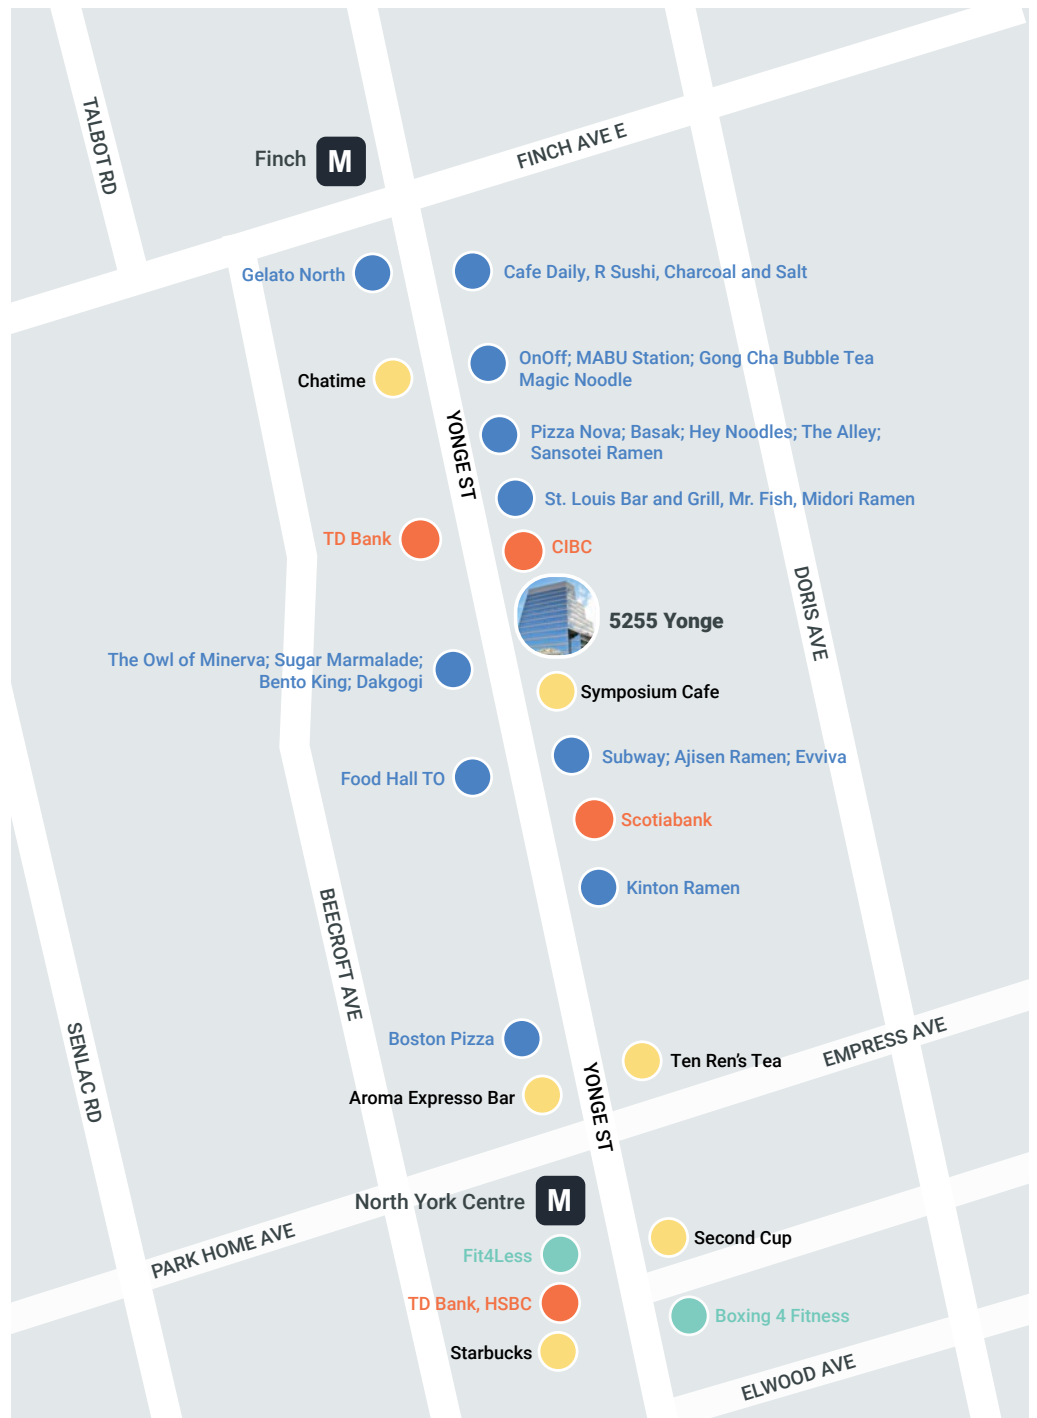 TALBOT RD
Finch
M
FINCH AVE E
Gelato North
Cafe Daily, R Sushi, Charcoal and Salt
OnOff; MABU Station; Gong Cha Bubble Tea
Magic Noodle
Chatime
YONGE ST
Pizza Nova; Basak; Hey Noodles; The Alley;
Sansotei Ramen
St. Louis Bar and Grill, Mr. Fish, Midori Ramen
TD Bank
CIBC
5255 Yonge
DORIS AVE
The Owl of Minerva; Sugar Marmalade;
Bento King; Dakgogi
Symposium Cafe
Subway; Ajisen Ramen; Evviva
Food Hall TO
Scotiabank
Kinton Ramen
BEECROFT AVE
SENLAC RD
Boston Pizza
Ten Ren's Tea
EMPRESS AVE
Aroma Expresso Bar
YONGE ST
North York Centre
M
PARK HOME AVE
Second Cup
Fit4Less
TD Bank, HSBC
Boxing 4 Fitness
Starbucks
ELWOOD AVE